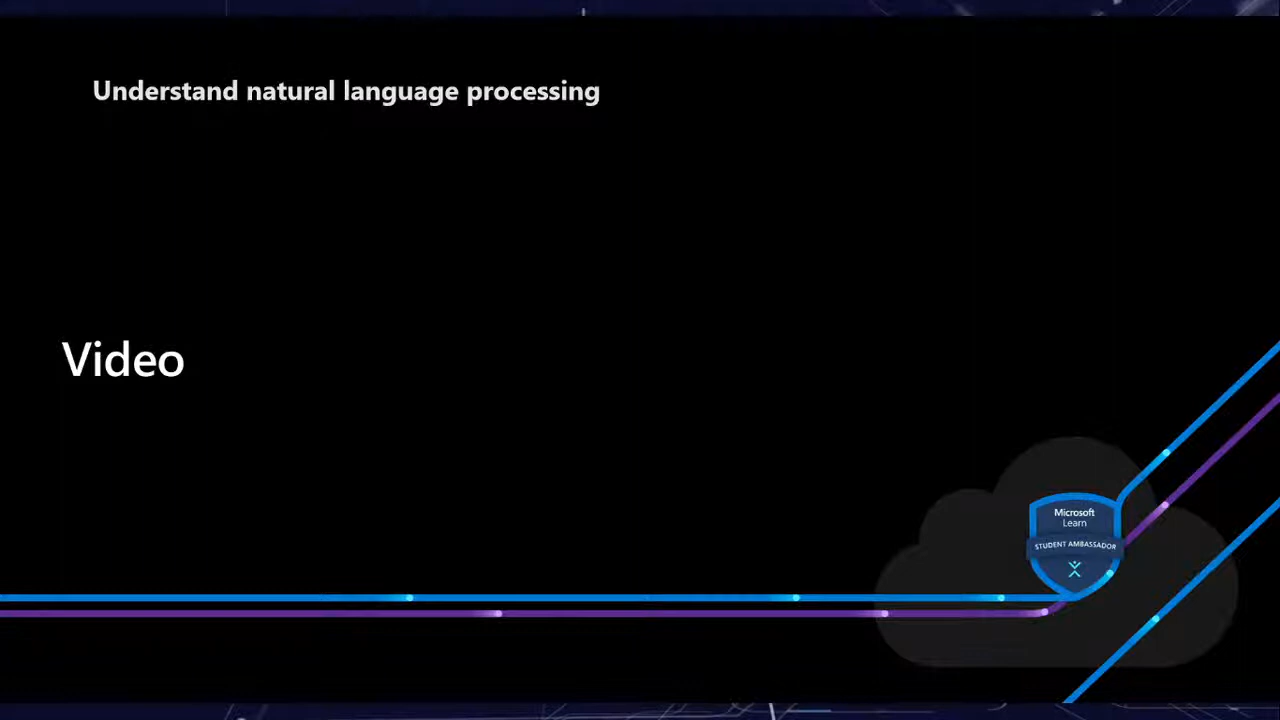 Understand natural language processing
Video
Microsoft
Learn
STUDENT AMBASSADOR